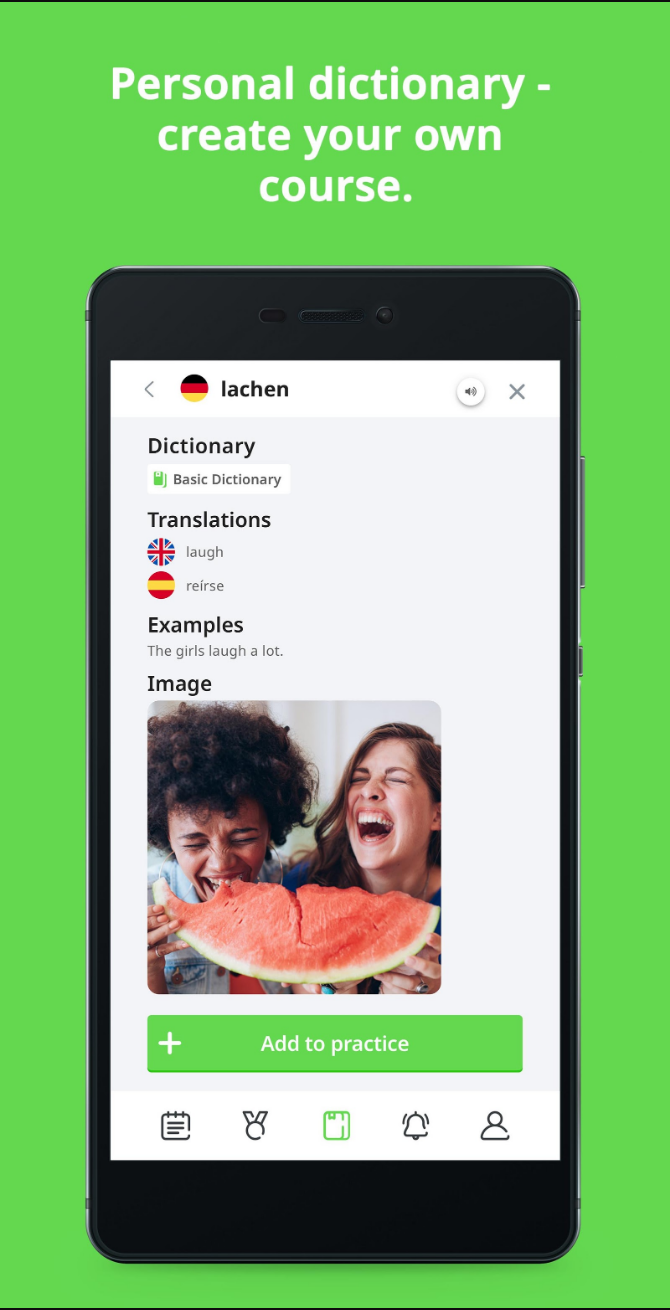 Personal dictionary -
create your own
course.
lachen
Dictionary
Basic Dictionary
Translations
laugh
reírse
Examples
The girls laugh a lot.
Image
Add to practice